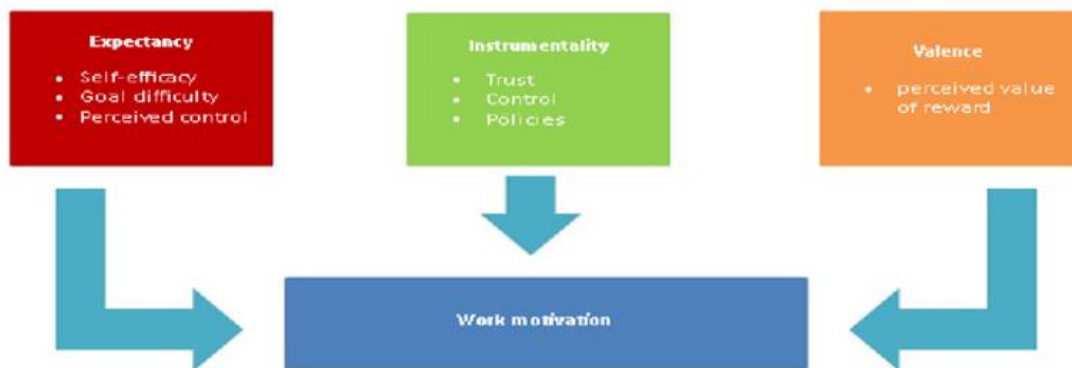 Expectancy
• Self-efficacy
• Goal difficulty
• Perceived control
Instrumentality
• Trust
• Control
• Policies
Valence
• perceived value
of reward
Work motivation